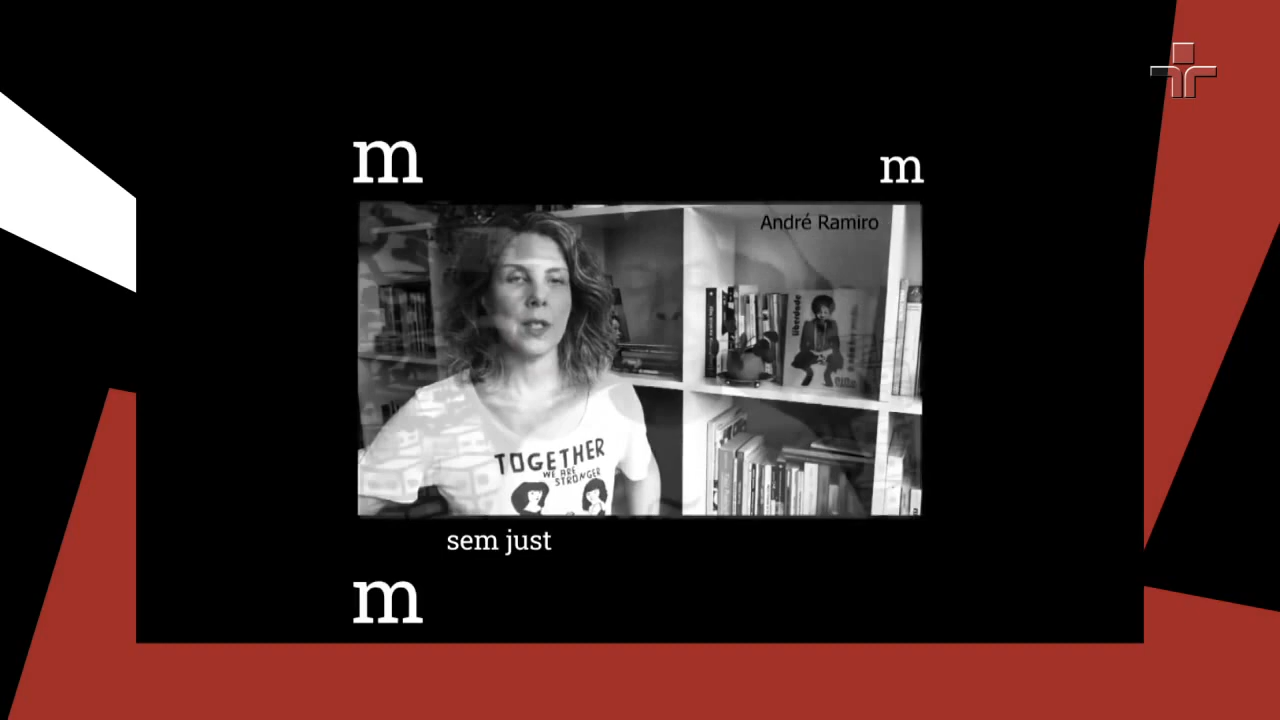 m
m
André Ramiro
liberdade
TOGETHER
WE ARE
STRONGER
sem just
m